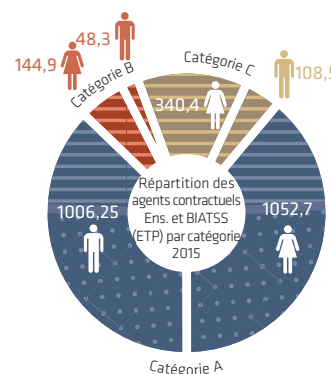 48,3
144,9
Catégorie B
Catégorie C
108,5
340,4
1006,25
1052,7
Répartition des
agents contractuels
Ens. et BIATSS
(ETP) par catégorie
2015
Catégorie A